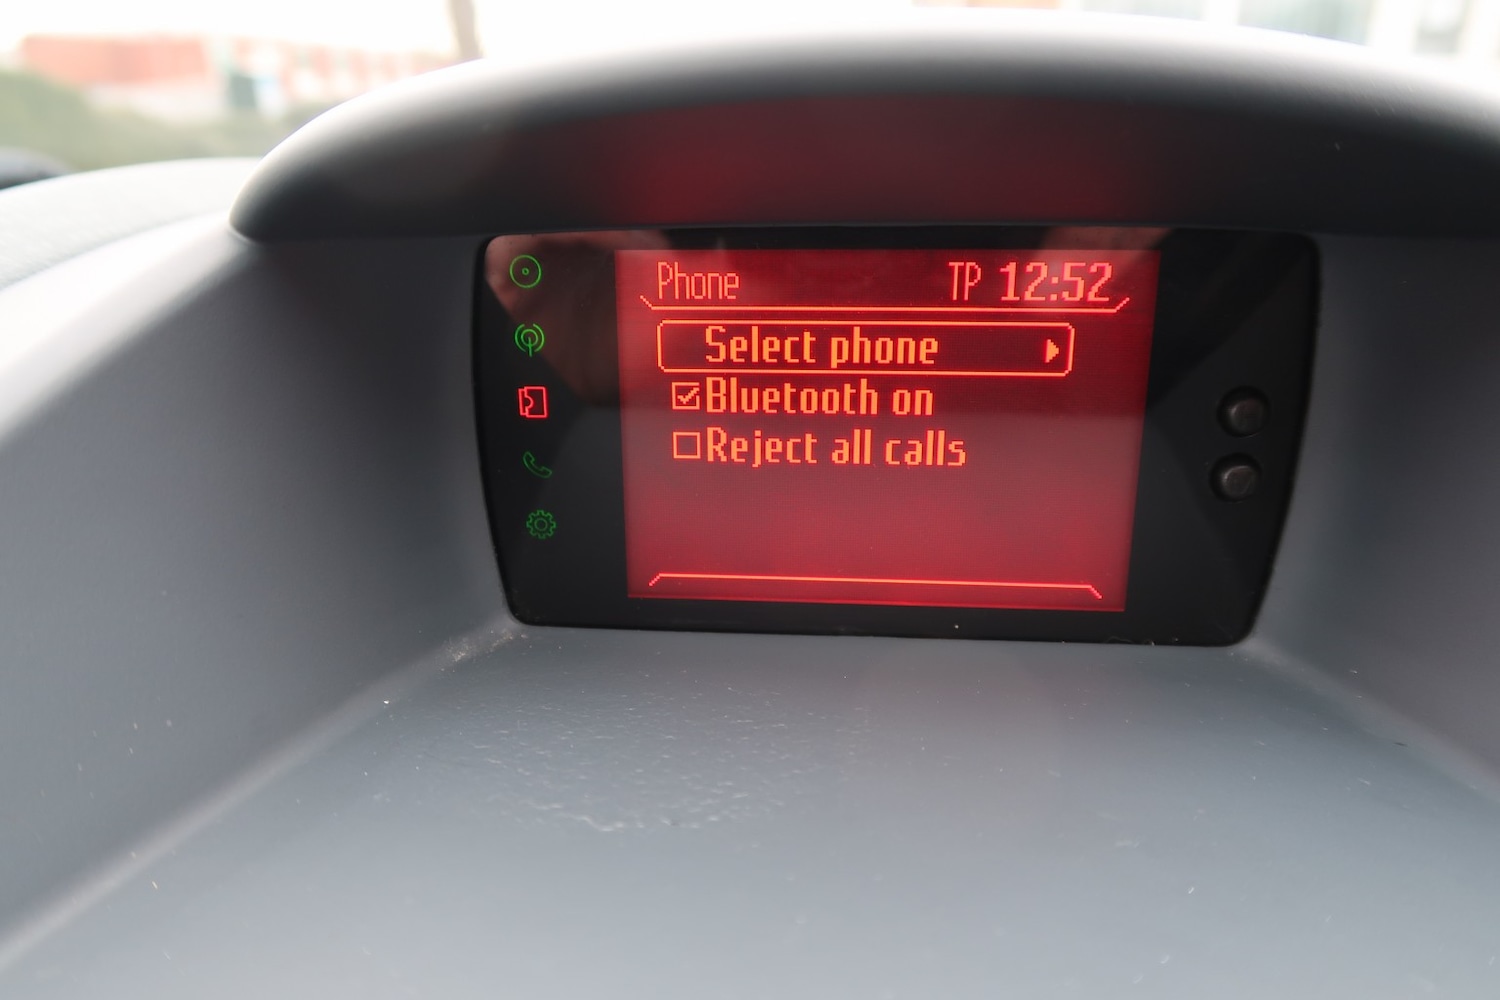 Phone TP 12:52
Select phone
Bluetooth on
Reject all calls